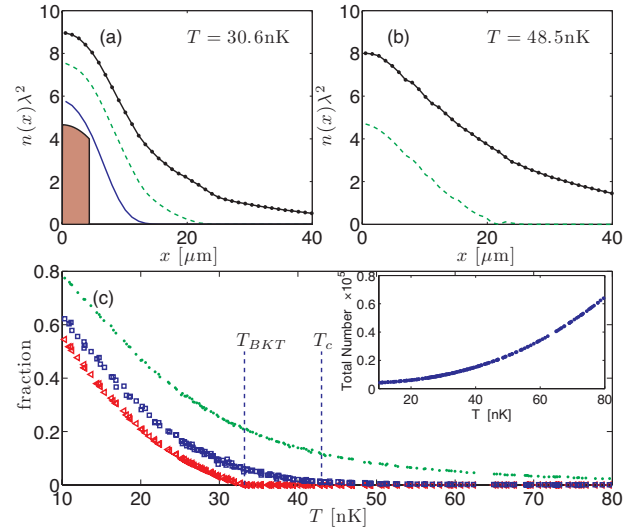 10
8
6
4
2
0
n(x)λ²
(a)
T = 30.6nK
0
20
40
x [μm]
10
8
6
4
2
0
n(x)λ²
(b)
T = 48.5nK
0
20
40
x [μm]
0.8
0.6
0.4
0.2
0
fraction
(c)
T_{BKT}
T_c
10
20
30
40
50
60
70
80
T [nK]
Total Number ×10⁵
0.8
0.6
0.4
0.2
0
20
40
60
80
T [nK]